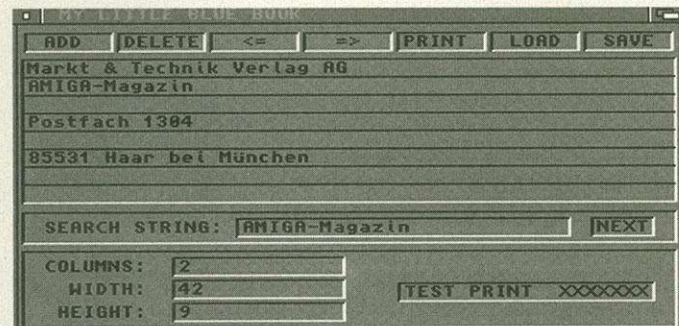 MY LITTLE BLUE BOOK
ADD DELETE <= => PRINT LOAD SAVE
Markt & Technik Verlag AG
AMIGA-Magazin
Postfach 1304
85531 Haar bei München
SEARCH STRING: AMIGA-Magazin NEXT
COLUMNS: 2
WIDTH: 42
TEST PRINT XXXXXXX
HEIGHT: 9